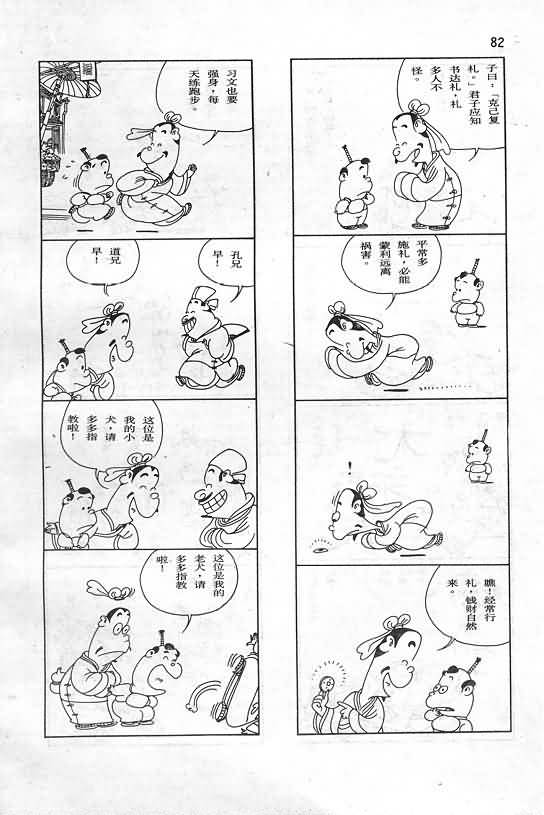 82
子曰：「克己复
礼。」君子应知
书达礼，礼
多人不
怪。
平常多
施礼，必能
蒙利远离
祸害。
！
瞧！经常行
礼，钱财自然
来。
习文也要
强身，每
天练跑步。
孔兄
早！
道兄
早！
这位是
我的小
犬，请
多多指
教啦！
这位是我的
老犬，请
多多指教
啦！